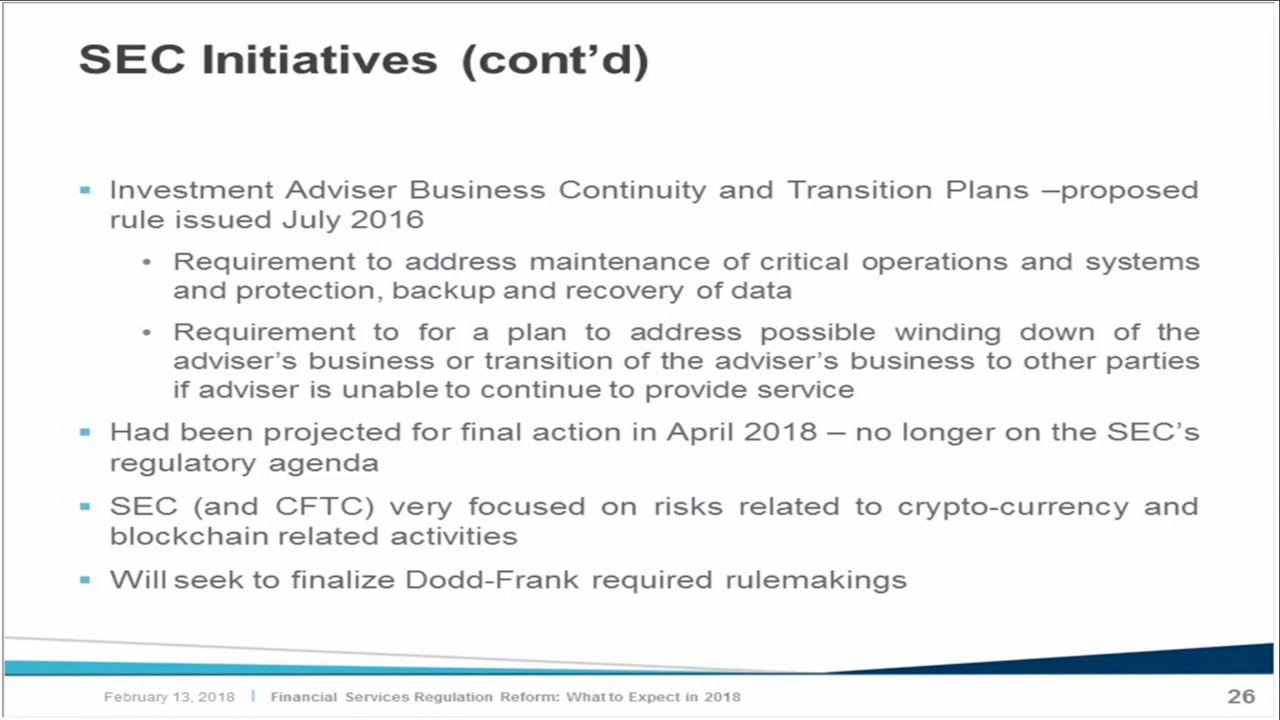 SEC Initiatives (cont’d)
▪ Investment Adviser Business Continuity and Transition Plans –proposed
rule issued July 2016
• Requirement to address maintenance of critical operations and systems
and protection, backup and recovery of data
• Requirement to for a plan to address possible winding down of the
adviser’s business or transition of the adviser’s business to other parties
if adviser is unable to continue to provide service
▪ Had been projected for final action in April 2018 – no longer on the SEC’s
regulatory agenda
▪ SEC (and CFTC) very focused on risks related to crypto-currency and
blockchain related activities
▪ Will seek to finalize Dodd-Frank required rulemakings
February 13, 2018 | Financial Services Regulation Reform: What to Expect in 2018 26